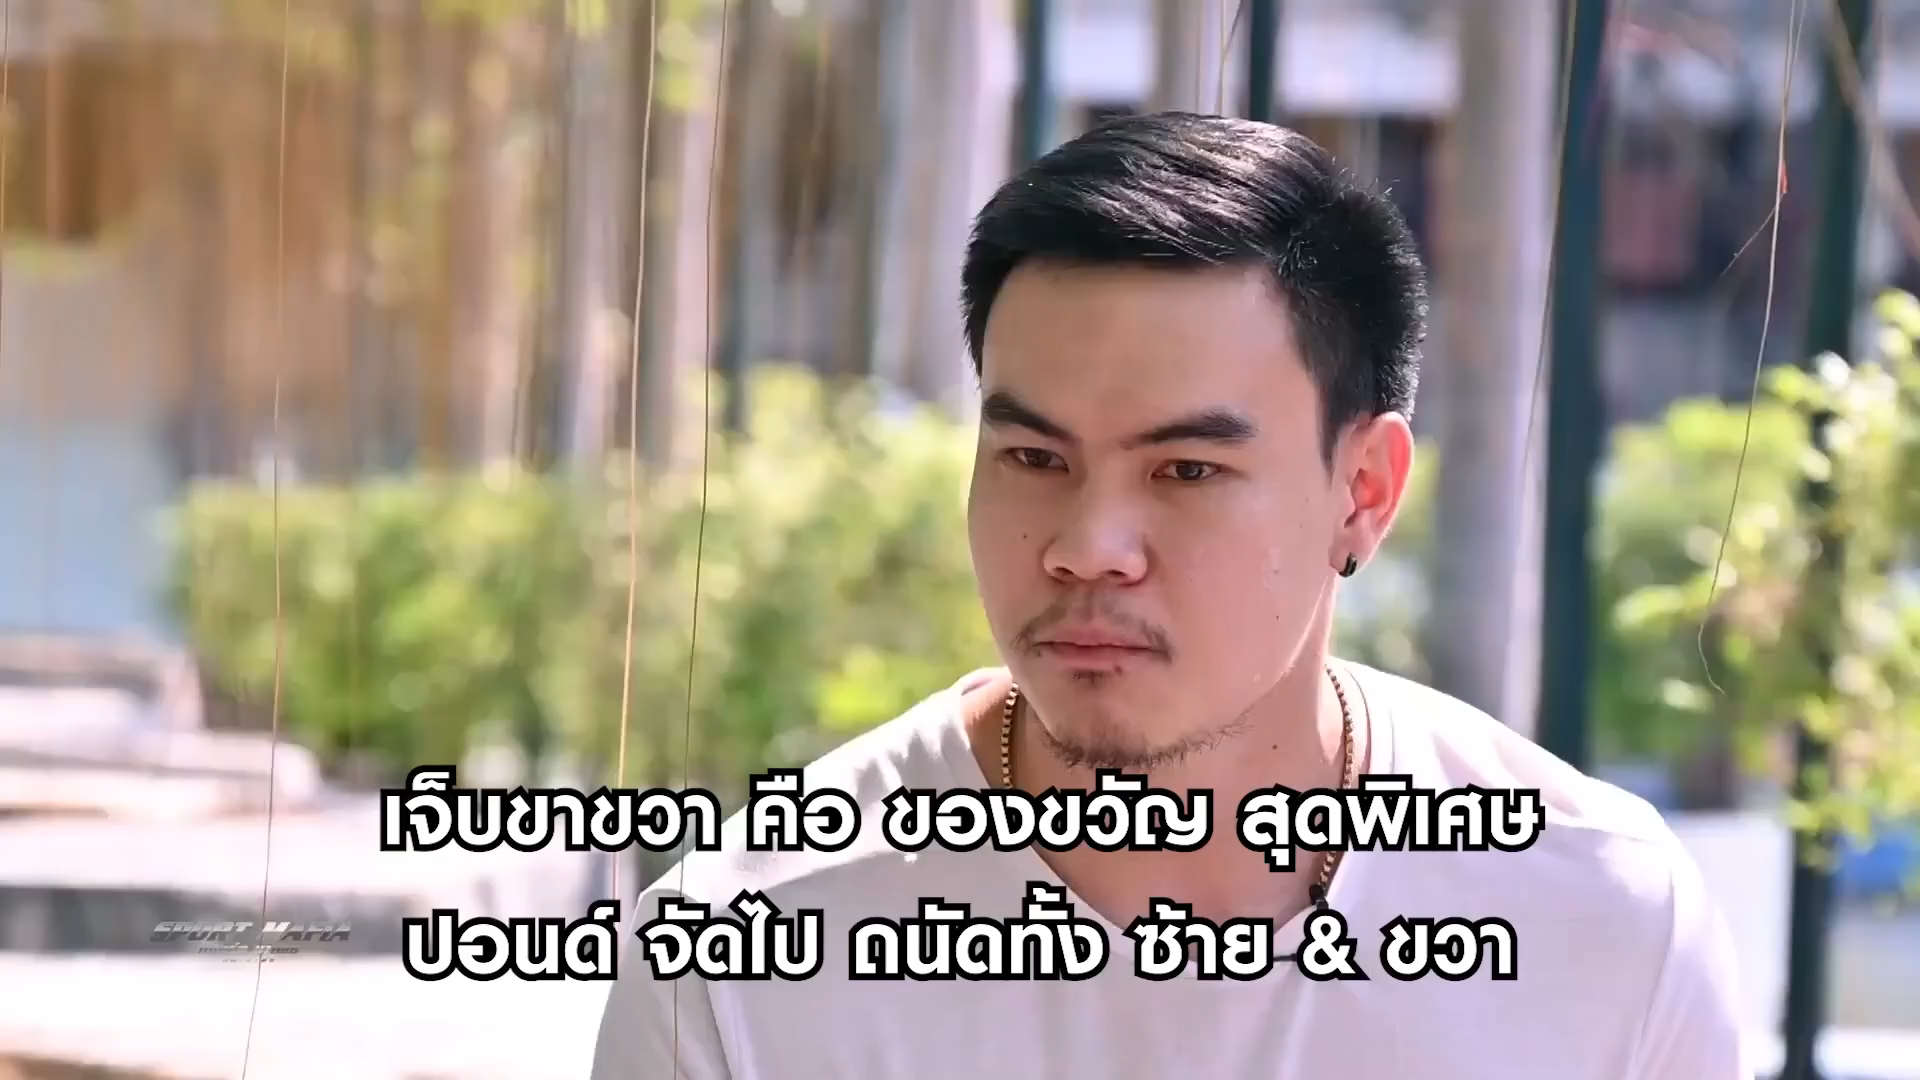 เจ็บขาขวา คือ ของขวัญ สุดพิเศษ
ปอนด์ จัดไป ถนัดทั้ง ซ้าย & ขวา
SPORT MAFIA